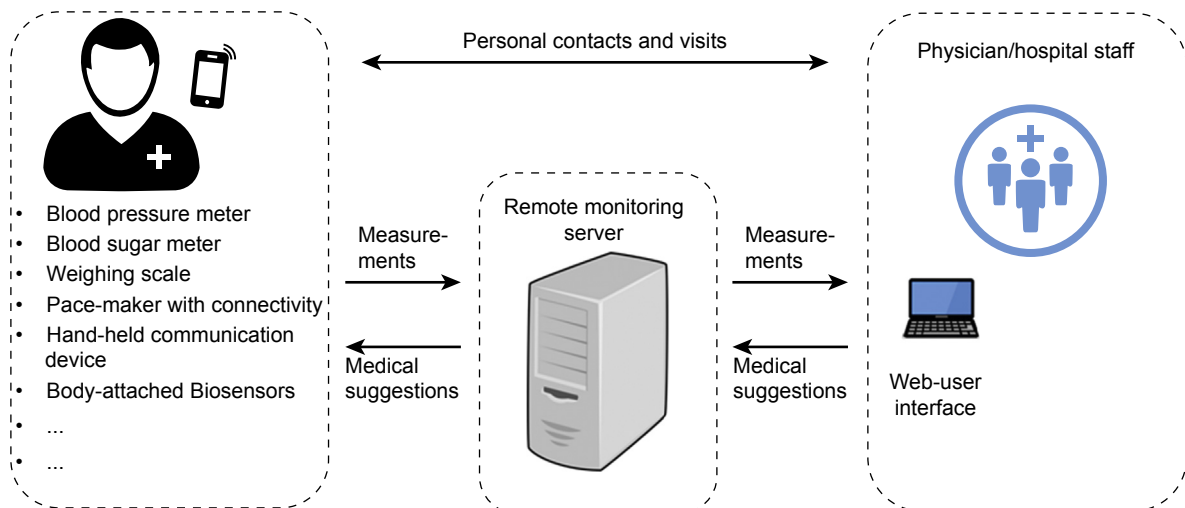 Personal contacts and visits
Physician/hospital staff
• Blood pressure meter
• Blood sugar meter
• Weighing scale
• Pace-maker with connectivity
• Hand-held communication
device
• Body-attached Biosensors
• ...
• ...
Measure-
ments
Medical
suggestions
Remote monitoring
server
Measure-
ments
Medical
suggestions
Web-user
interface